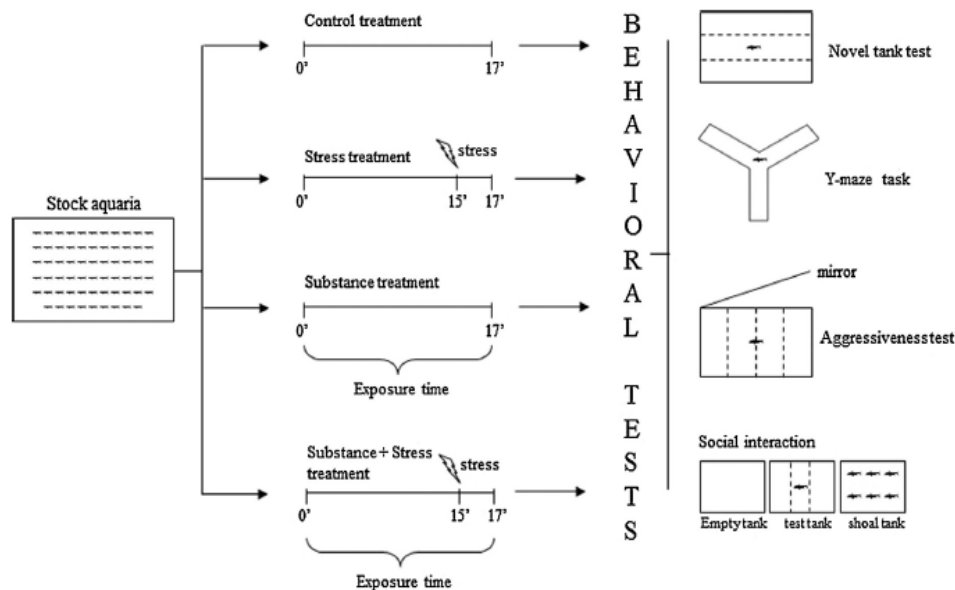 Stock aquaria
Control treatment
0'
17'
Stress treatment
stress
0'
15'
17'
Substance treatment
0'
17'
Exposure time
Substance + Stress
treatment
stress
0'
15'
17'
Exposure time
BEHAVIORAL TESTS
Novel tank test
Y-maze task
mirror
Aggressiveness test
Social interaction
Empty tank
test tank
shoal tank